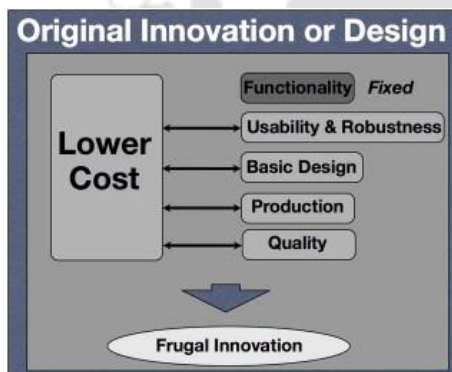 Original Innovation or Design
Functionality Fixed
Usability & Robustness
Lower
Cost
Basic Design
Production
Quality
Frugal Innovation